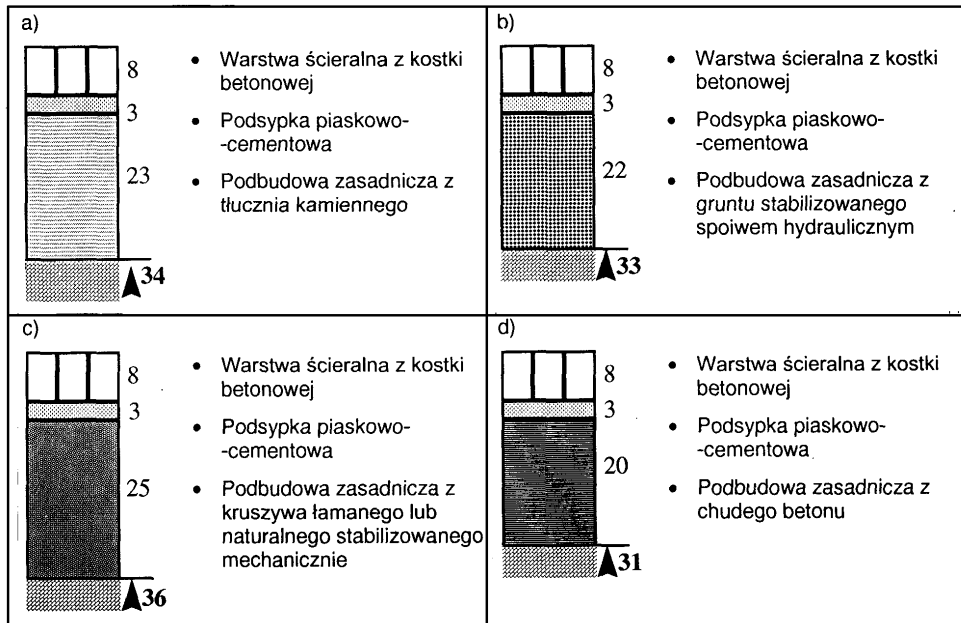 a)
8
3
23
34
• Warstwa ścieralna z kostki
betonowej
• Podsypka piaskowo-
-cementowa
• Podbudowa zasadnicza z
tłucznia kamiennego
b)
8
3
22
33
• Warstwa ścieralna z kostki
betonowej
• Podsypka piaskowo-
-cementowa
• Podbudowa zasadnicza z
gruntu stabilizowanego
spoiwem hydraulicznym
c)
8
3
25
36
• Warstwa ścieralna z kostki
betonowej
• Podsypka piaskowo-
-cementowa
• Podbudowa zasadnicza z
kruszywa łamanego lub
naturalnego stabilizowanego
mechanicznie
d)
8
3
20
31
• Warstwa ścieralna z kostki
betonowej
• Podsypka piaskowo-
-cementowa
• Podbudowa zasadnicza z
chudego betonu